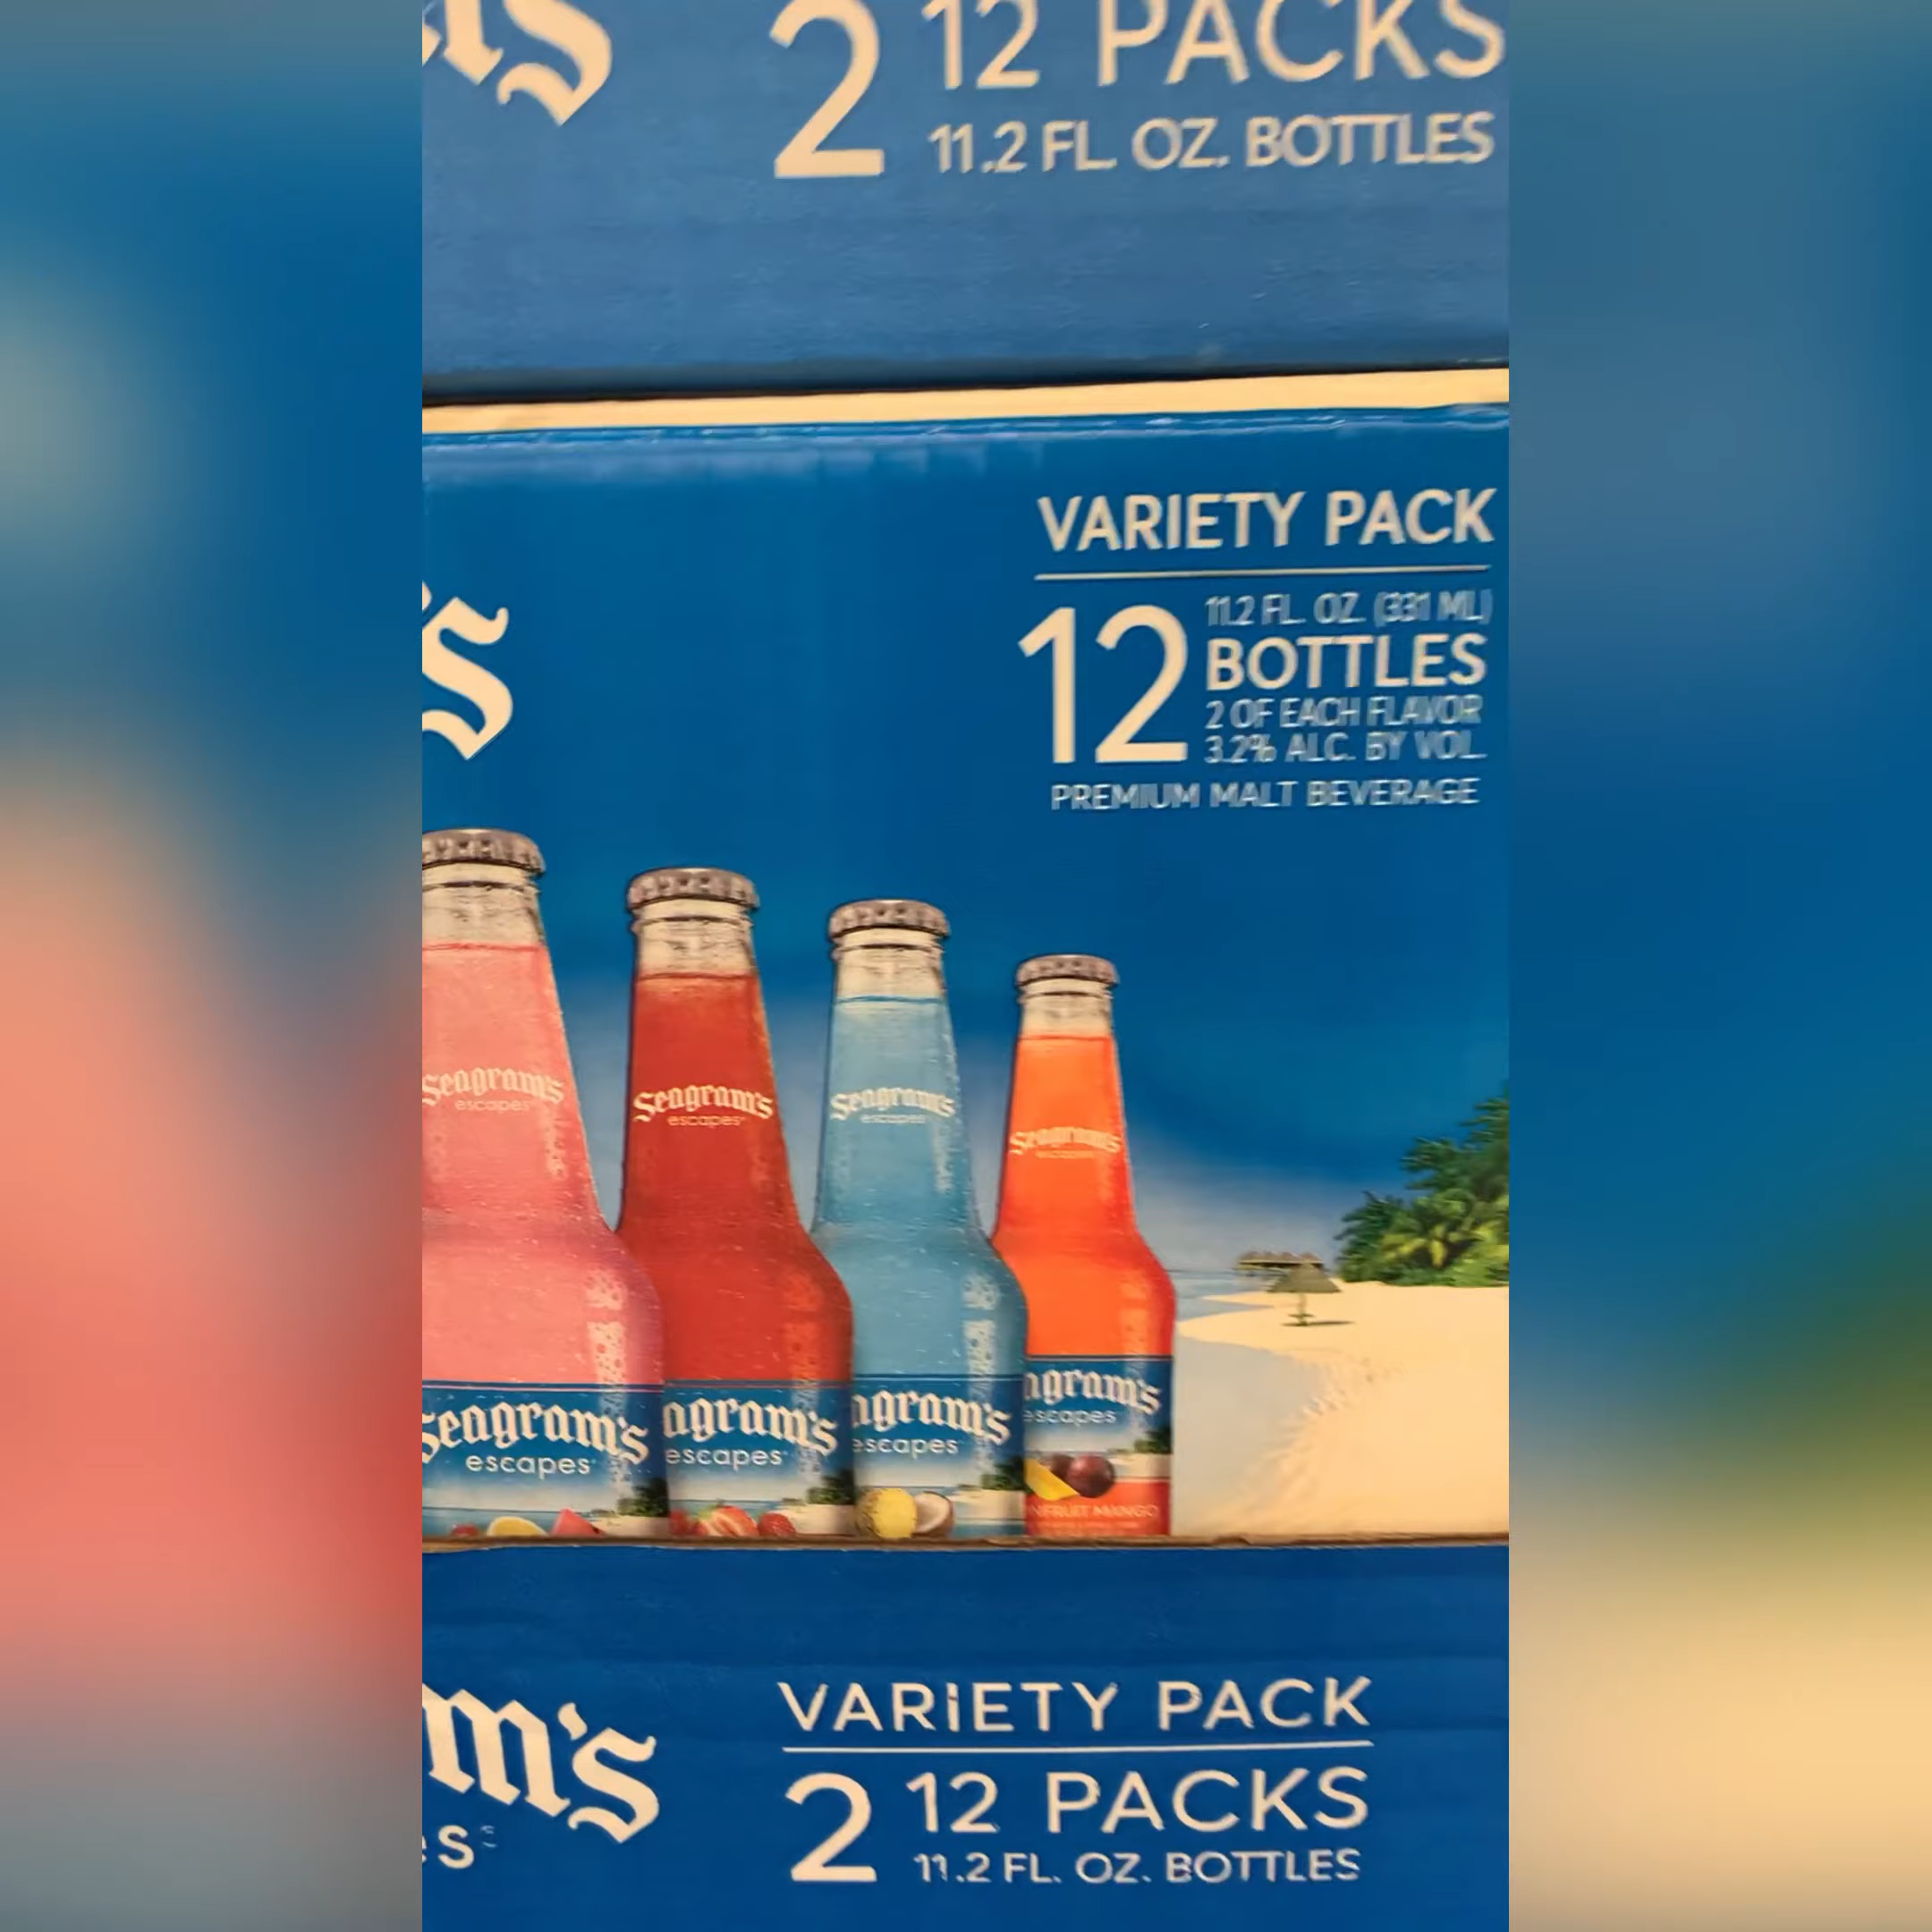 2 12 PACKS
11.2 FL. OZ. BOTTLES
VARIETY PACK
12
11.2 FL. OZ. (331 ML)
BOTTLES
2 OF EACH FLAVOR
3.2% ALC. BY VOL.
PREMIUM MALT BEVERAGE
Seagram's
escapes
Seagram's
escapes
Seagram's
escapes
Seagram's
Seagram's
escapes
agram's
escapes
agram's
escapes
agram's
escapes
NFRUIT MANGO
m's
VARIETY PACK
2 12 PACKS
11.2 FL. OZ. BOTTLES